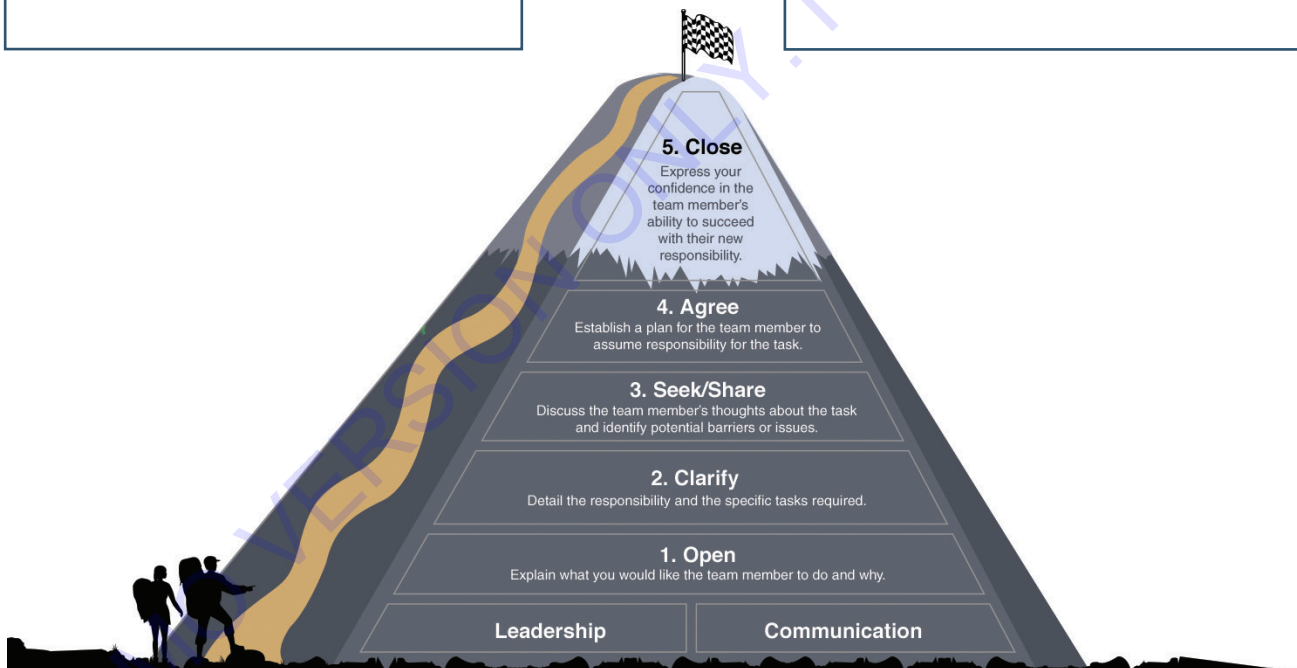 5. Close
Express your
confidence in the
team member's
ability to succeed
with their new
responsibility.
4. Agree
Establish a plan for the team member to
assume responsibility for the task.
3. Seek/Share
Discuss the team member's thoughts about the task
and identify potential barriers or issues.
2. Clarify
Detail the responsibility and the specific tasks required.
1. Open
Explain what you would like the team member to do and why.
Leadership
Communication
VERSION ONLY.